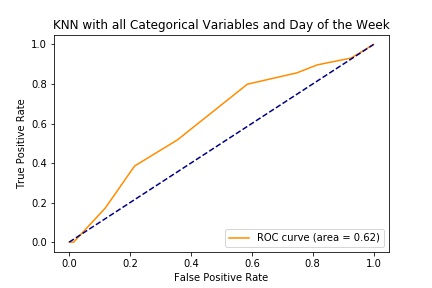 KNN with all Categorical Variables and Day of the Week
1.0
0.8
0.6
0.4
0.2
0.0
True Positive Rate
ROC curve (area = 0.62)
0.0 0.2 0.4 0.6 0.8 1.0
False Positive Rate